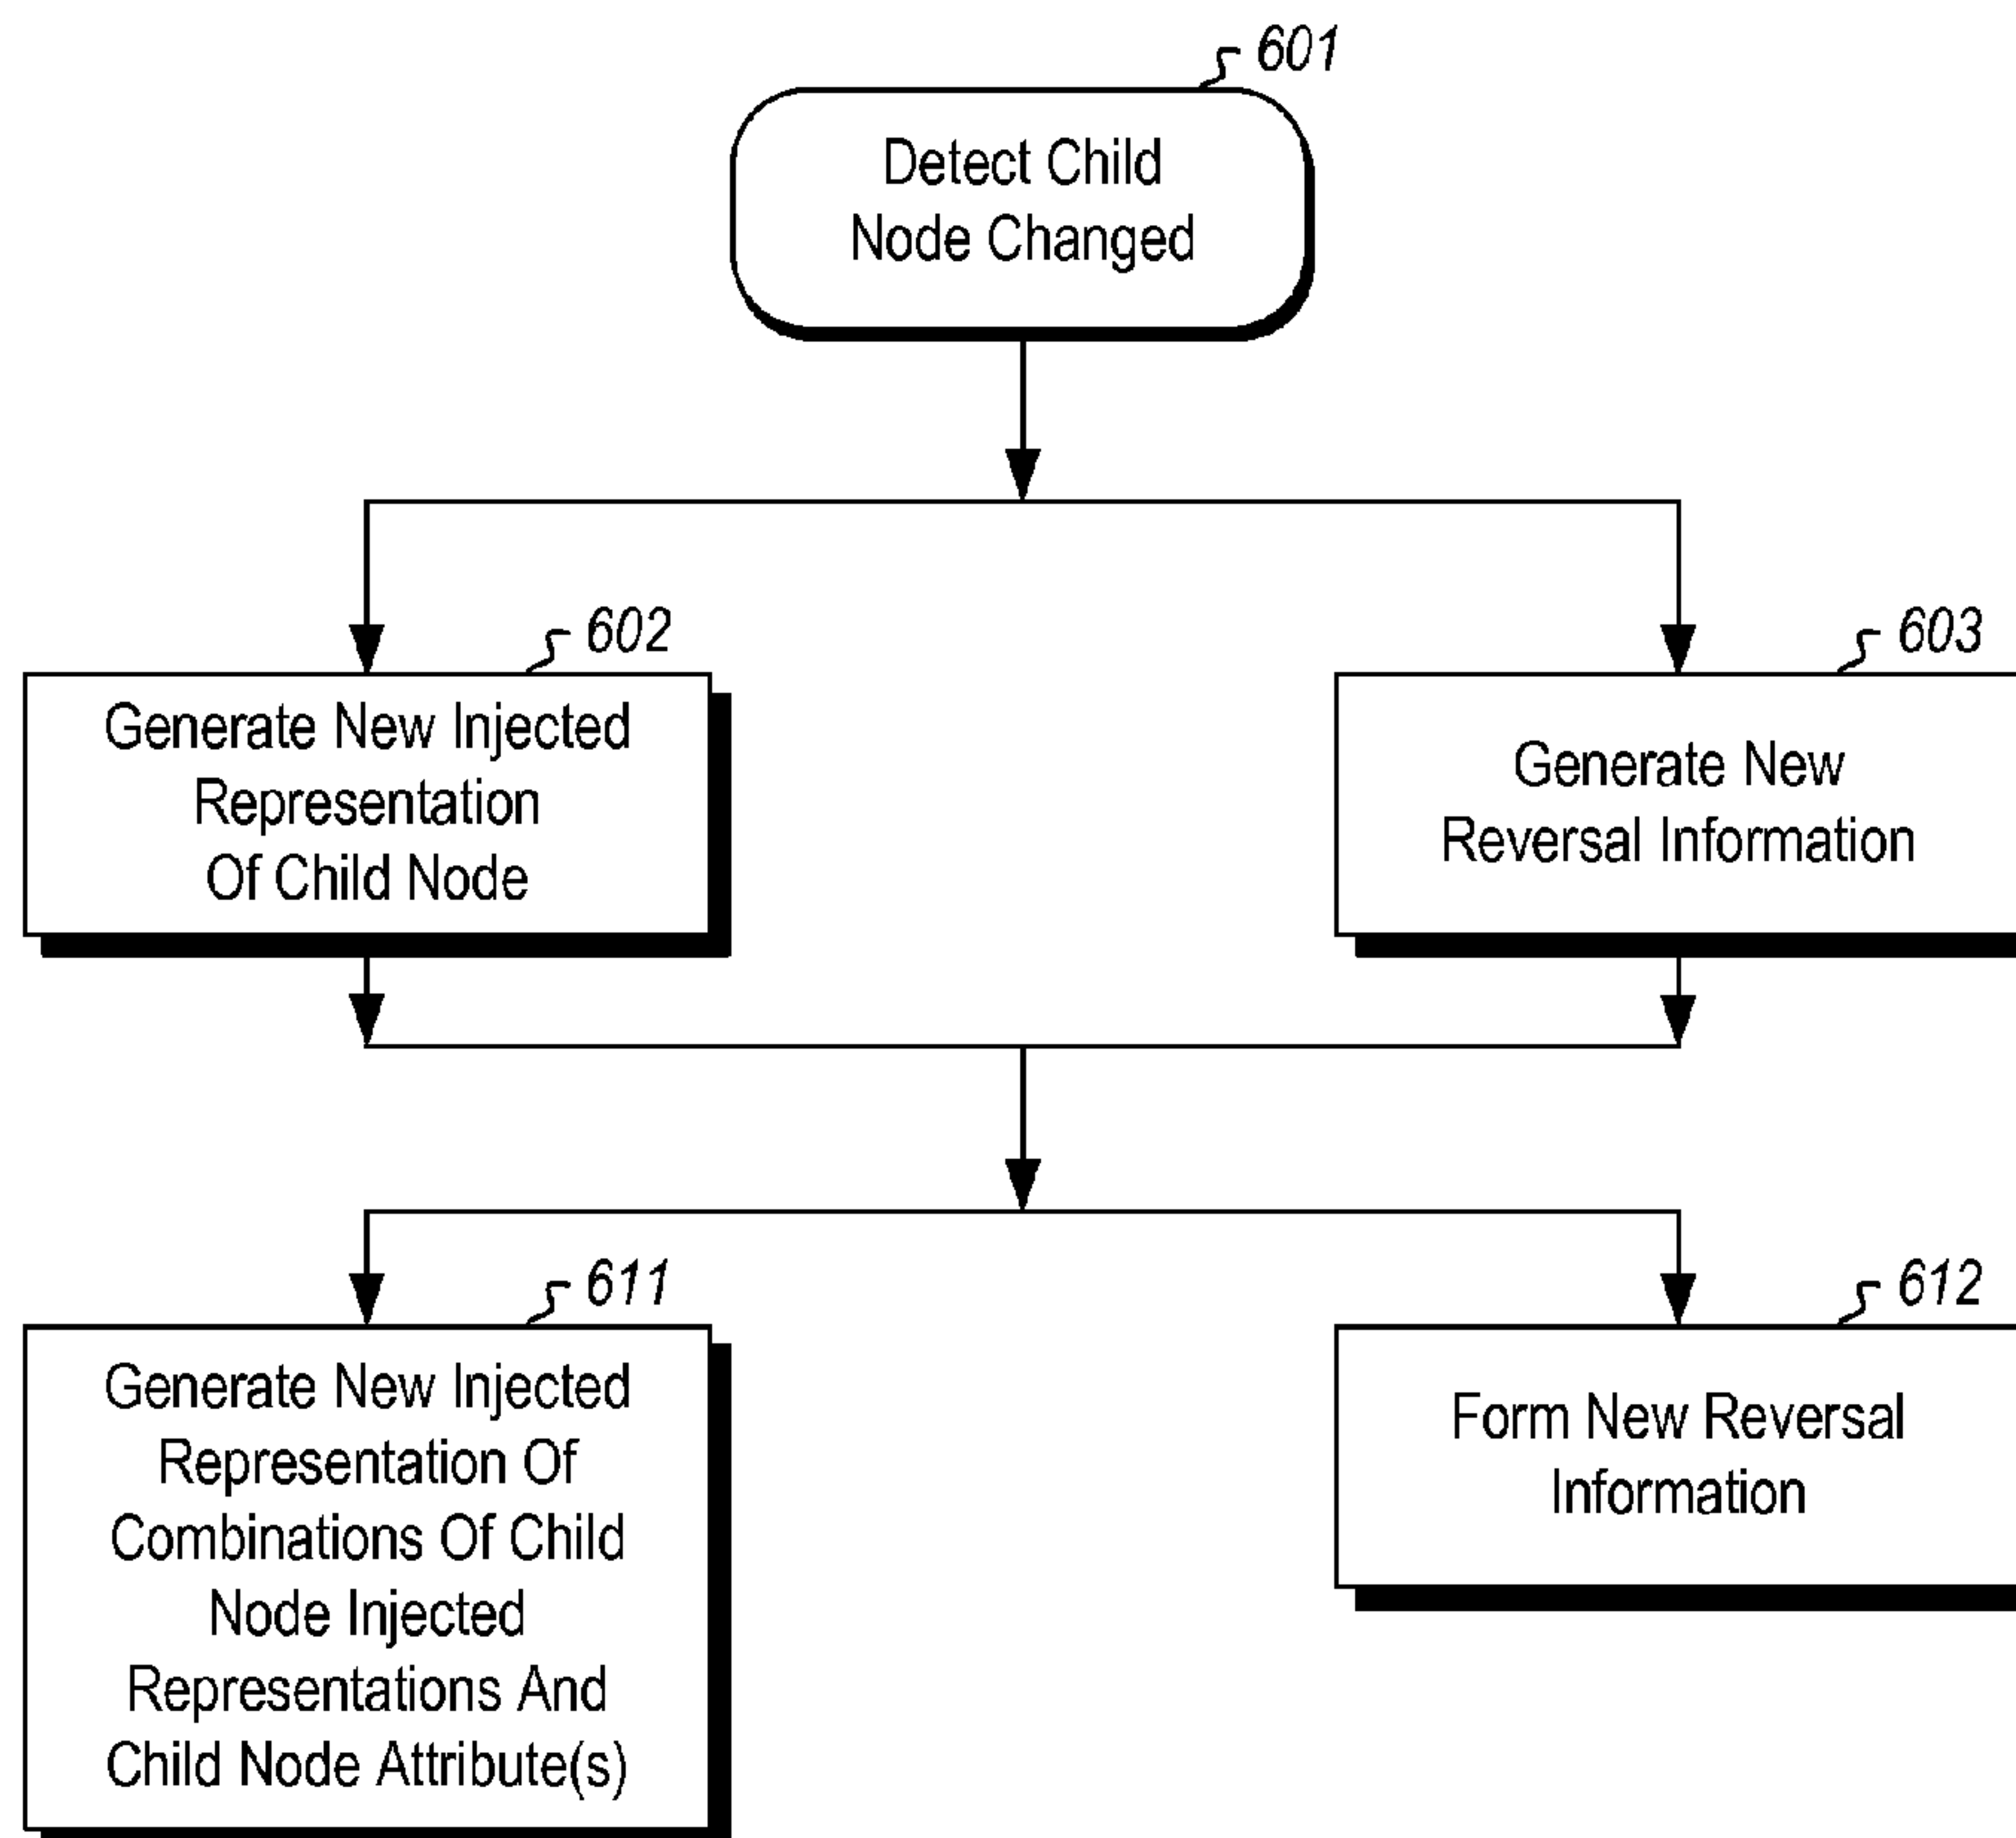 601
Detect Child
Node Changed
602
Generate New Injected
Representation
Of Child Node
603
Generate New
Reversal Information
611
Generate New Injected
Representation Of
Combinations Of Child
Node Injected
Representations And
Child Node Attribute(s)
612
Form New Reversal
Information